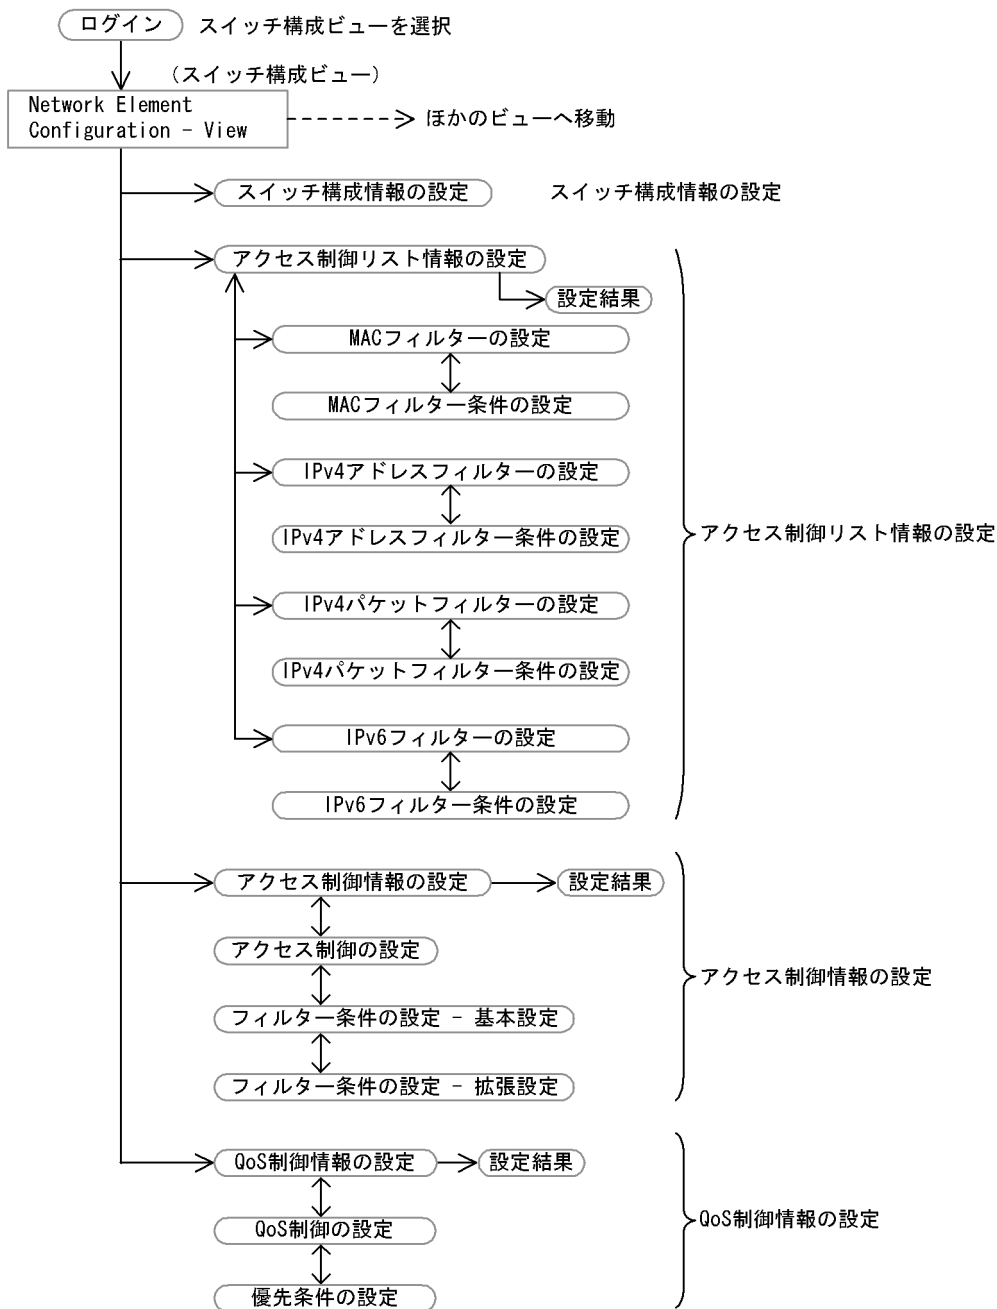 ログイン　スイッチ構成ビューを選択
（スイッチ構成ビュー）
Network Element
Configuration － View
ほかのビューへ移動
スイッチ構成情報の設定　スイッチ構成情報の設定
アクセス制御リスト情報の設定
設定結果
MACフィルターの設定
MACフィルター条件の設定
IPv4アドレスフィルターの設定
IPv4アドレスフィルター条件の設定
アクセス制御リスト情報の設定
IPv4パケットフィルターの設定
IPv4パケットフィルター条件の設定
IPv6フィルターの設定
IPv6フィルター条件の設定
アクセス制御情報の設定　設定結果
アクセス制御の設定
アクセス制御情報の設定
フィルター条件の設定 － 基本設定
フィルター条件の設定 － 拡張設定
QoS制御情報の設定　設定結果
QoS制御の設定
QoS制御情報の設定
優先条件の設定